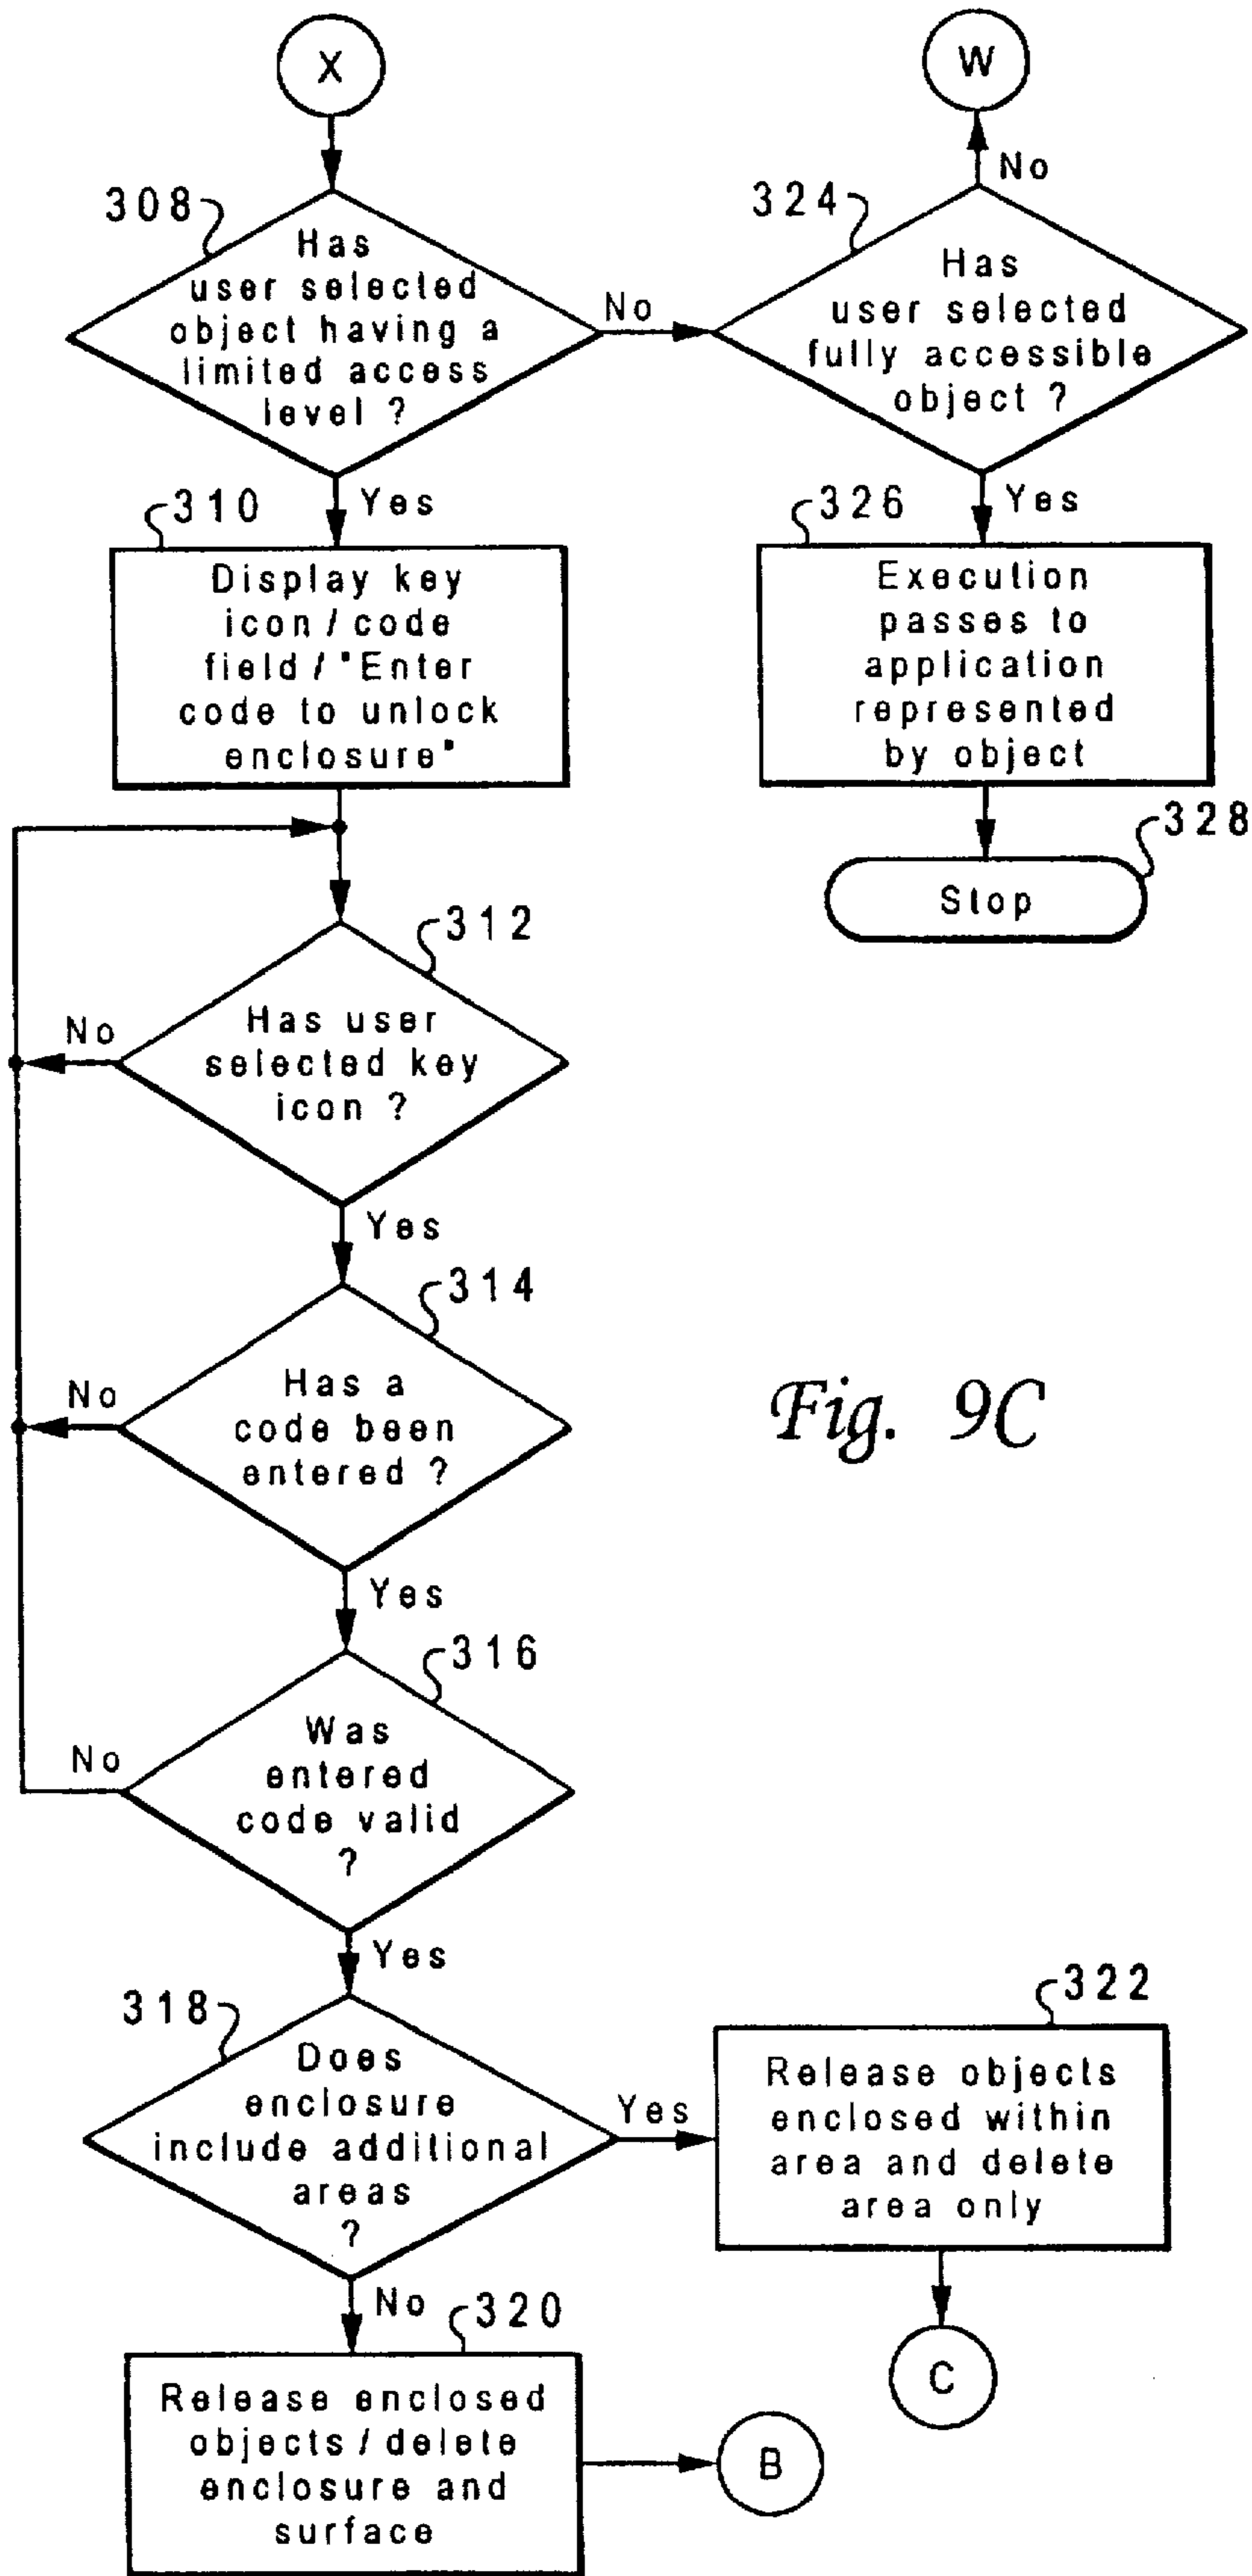 X
308
Has
user selected
object having a
limited access
level ?
No
Yes
W
No
324
Has
user selected
fully accessible
object ?
Yes
310
Display key
icon / code
field / "Enter
code to unlock
enclosure"
326
Execution
passes to
application
represented
by object
328
Stop
312
Has user
selected key
icon ?
No
Yes
314
Has a
code been
entered ?
No
Yes
Fig. 9C
316
Was
entered
code valid
?
No
Yes
318
Does
enclosure
include additional
areas
?
Yes
No
322
Release objects
enclosed within
area and delete
area only
C
320
Release enclosed
objects / delete
enclosure and
surface
B